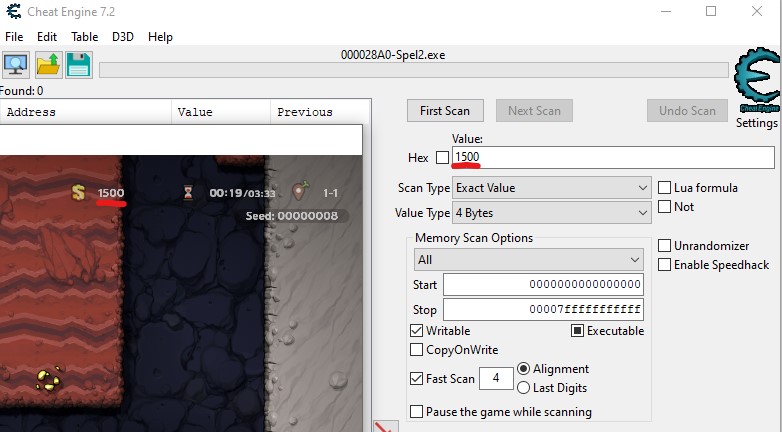 Cheat Engine 7.2
File Edit Table D3D Help
000028A0-Spel2.exe
Found: 0
Address Value Previous
First Scan Next Scan Undo Scan
Cheat Engine
Settings
Value:
Hex 1500
Scan Type Exact Value Lua formula
Value Type 4 Bytes Not
Memory Scan Options
All
Unrandomizer
Enable Speedhack
Start 0000000000000000
Stop 00007fffffffffff
Writable Executable
CopyOnWrite
Fast Scan 4 Alignment
Last Digits
Pause the game while scanning
$ 1500 00:19/03:33 1-1
Seed: 00000008